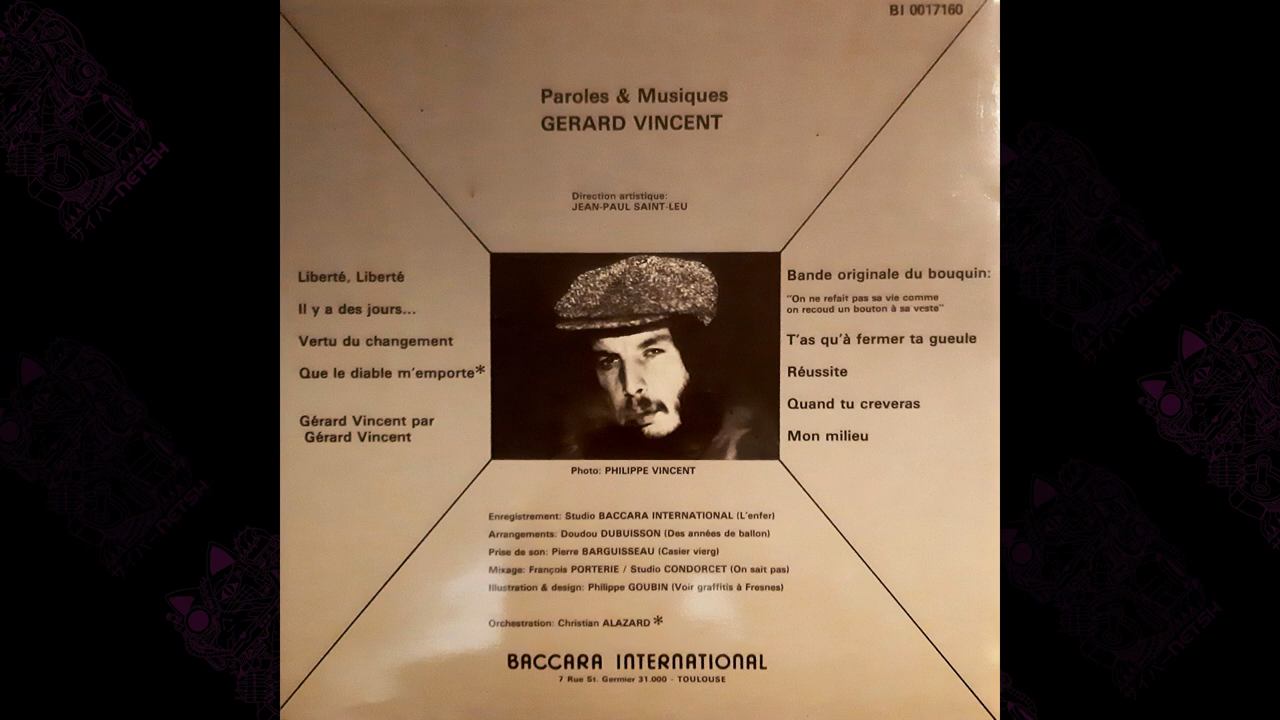 BI 0017160
Paroles & Musiques
GERARD VINCENT
Direction artistique:
JEAN-PAUL SAINT-LEU
Liberté, Liberté
Il y a des jours...
Vertu du changement
Que le diable m'emporte*
Gérard Vincent par
Gérard Vincent
Bande originale du bouquin:
"On ne refait pas sa vie comme
on recoud un bouton à sa veste"
T'as qu'à fermer ta gueule
Réussite
Quand tu creveras
Mon milieu
Photo: PHILIPPE VINCENT
Enregistrement: Studio BACCARA INTERNATIONAL (L'enfer)
Arrangements: Doudou DUBUISSON (Des années de ballon)
Prise de son: Pierre BARGUISSEAU (Casier vierg)
Mixage: François PORTERIE / Studio CONDORCET (On sait pas)
Illustration & design: Philippe GOUBIN (Voir graffitis à Fresnes)
Orchestration: Christian ALAZARD *
BACCARA INTERNATIONAL
7 Rue St. Germier 31.000 - TOULOUSE